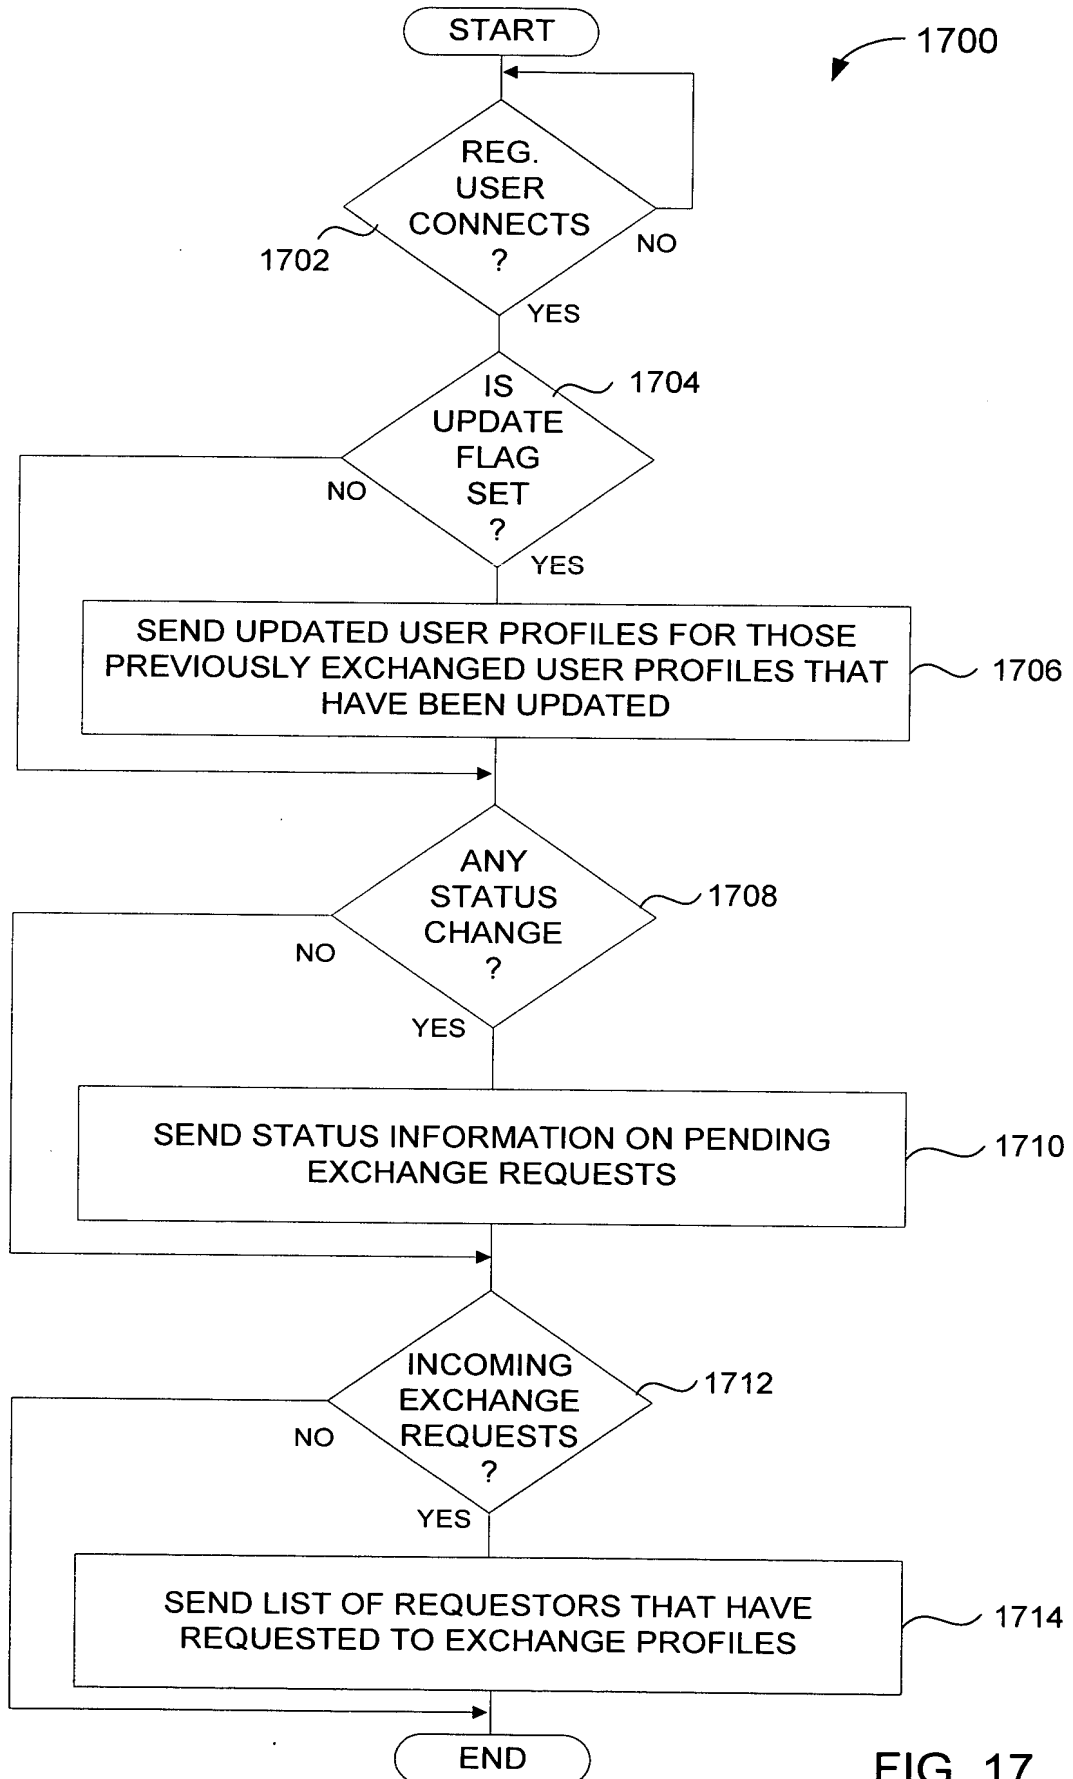 START
1700
REG.
USER
CONNECTS
?
1702
NO
YES
IS
UPDATE
FLAG
SET
?
1704
NO
YES
SEND UPDATED USER PROFILES FOR THOSE
PREVIOUSLY EXCHANGED USER PROFILES THAT
HAVE BEEN UPDATED
1706
ANY
STATUS
CHANGE
?
1708
NO
YES
SEND STATUS INFORMATION ON PENDING
EXCHANGE REQUESTS
1710
INCOMING
EXCHANGE
REQUESTS
?
1712
NO
YES
SEND LIST OF REQUESTORS THAT HAVE
REQUESTED TO EXCHANGE PROFILES
1714
END
FIG. 17